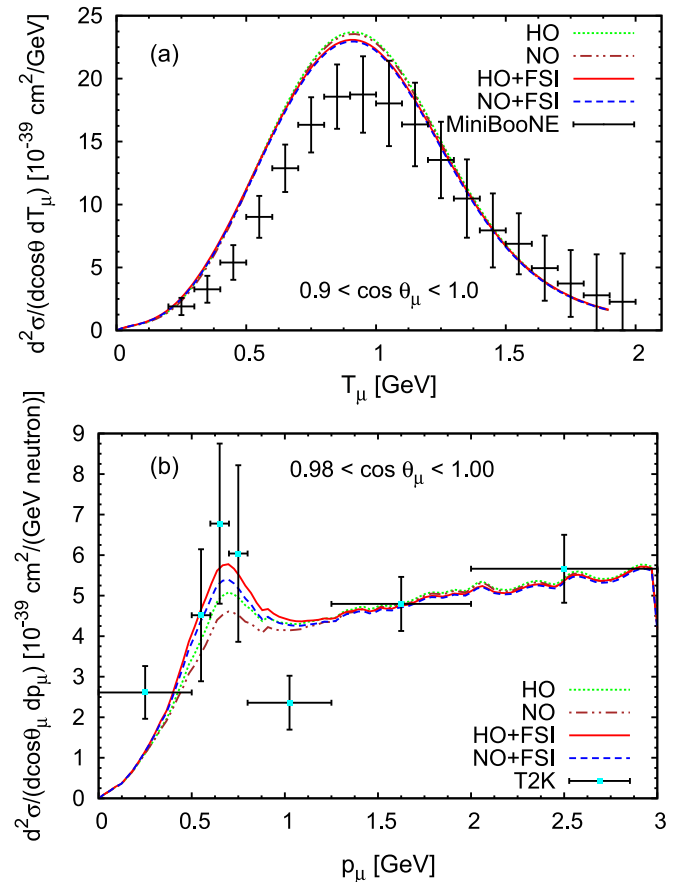 (a)
HO
NO
HO+FSI
NO+FSI
MiniBooNE
0.9 < cos θμ < 1.0
d²σ/(dcosθ dTμ) [10⁻³⁹ cm²/GeV]
25
20
15
10
5
0
0 0.5 1 1.5 2
Tμ [GeV]
(b)
0.98 < cos θμ < 1.00
d²σ/(dcosθμ dpμ) [10⁻³⁹ cm²/(GeV neutron)]
9
8
7
6
5
4
3
2
1
0
HO
NO
HO+FSI
NO+FSI
T2K
0 0.5 1 1.5 2 2.5 3
pμ [GeV]